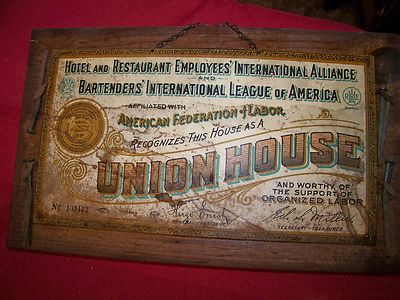 HOTEL AND RESTAURANT EMPLOYEES' INTERNATIONAL ALLIANCE
AND
BARTENDERS' INTERNATIONAL LEAGUE OF AMERICA
AFFILIATED WITH
AMERICAN FEDERATION of LABOR
RECOGNIZES THIS HOUSE AS A
UNION HOUSE
AND WORTHY OF
THE SUPPORT OF
ORGANIZED LABOR
SECRETARY-TREASURER